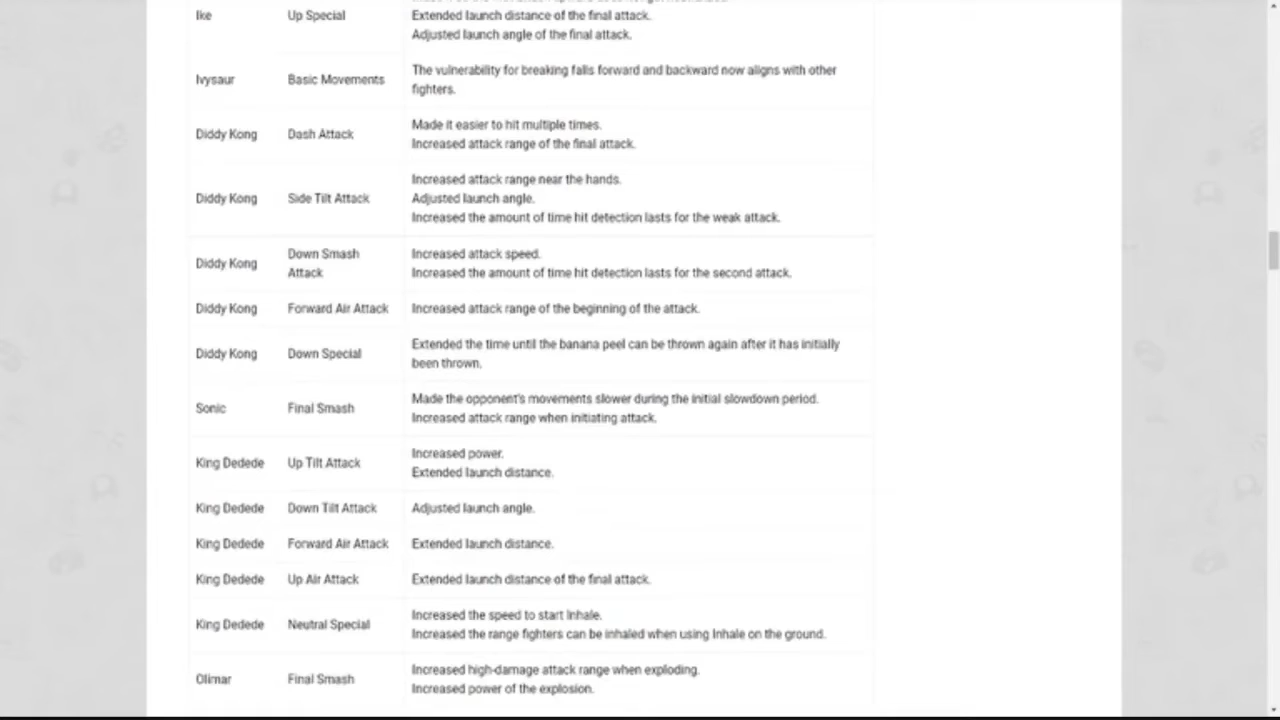 Ike Up Special Extended launch distance of the final attack.
Adjusted launch angle of the final attack.
Ivysaur Basic Movements The vulnerability for breaking falls forward and backward now aligns with other
fighters.
Diddy Kong Dash Attack Made it easier to hit multiple times.
Increased attack range of the final attack.
Diddy Kong Side Tilt Attack Increased attack range near the hands.
Adjusted launch angle.
Increased the amount of time hit detection lasts for the weak attack.
Diddy Kong Down Smash
Attack Increased attack speed.
Increased the amount of time hit detection lasts for the second attack.
Diddy Kong Forward Air Attack Increased attack range of the beginning of the attack.
Diddy Kong Down Special Extended the time until the banana peel can be thrown again after it has initially
been thrown.
Sonic Final Smash Made the opponent's movements slower during the initial slowdown period.
Increased attack range when initiating attack.
King Dedede Up Tilt Attack Increased power.
Extended launch distance.
King Dedede Down Tilt Attack Adjusted launch angle.
King Dedede Forward Air Attack Extended launch distance.
King Dedede Up Air Attack Extended launch distance of the final attack.
King Dedede Neutral Special Increased the speed to start Inhale.
Increased the range fighters can be inhaled when using Inhale on the ground.
Olimar Final Smash Increased high-damage attack range when exploding.
Increased power of the explosion.